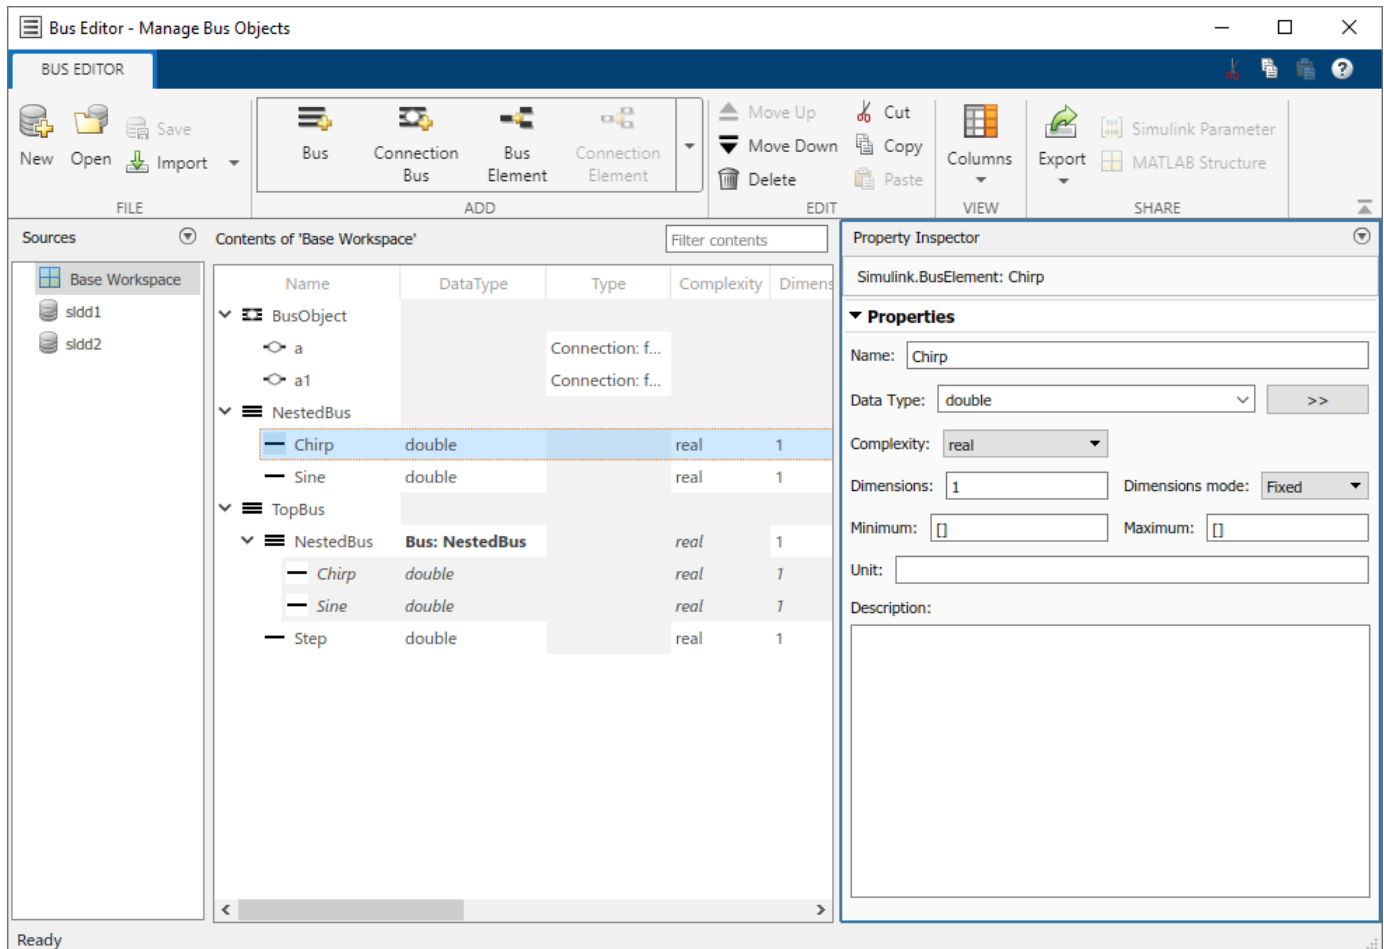 Bus Editor - Manage Bus Objects
BUS EDITOR
New
Open
Save
Import
Bus
Connection Bus
Bus Element
Connection Element
Move Up
Move Down
Delete
Cut
Copy
Paste
Columns
Export
Simulink Parameter
MATLAB Structure
FILE ADD EDIT VIEW SHARE
Sources
Base Workspace
sldd1
sldd2
Contents of 'Base Workspace'
Filter contents
Name DataType Type Complexity Dimens
BusObject
a Connection: f...
a1 Connection: f...
NestedBus
Chirp double real 1
Sine double real 1
TopBus
NestedBus Bus: NestedBus real 1
Chirp double real 1
Sine double real 1
Step double real 1
Property Inspector
Simulink.BusElement: Chirp
Properties
Name: Chirp
Data Type: double >>
Complexity: real
Dimensions: 1 Dimensions mode: Fixed
Minimum: [] Maximum: []
Unit:
Description:
Ready